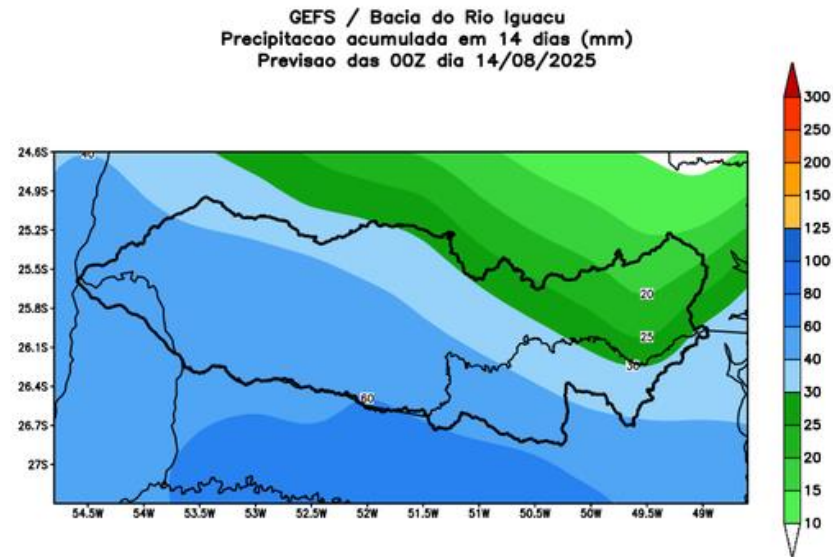 GEFS / Bacia do Rio Iguacu
Precipitacao acumulada em 14 dias (mm)
Previsao das 00Z dia 14/08/2025
300
250
200
150
125
100
80
60
40
30
25
20
15
10
24.6S
24.9S
25.2S
25.5S
25.8S
26.1S
26.4S
26.7S
27S
40
20
25
30
60
54.5W
54W
53.5W
53W
52.5W
52W
51.5W
51W
50.5W
50W
49.5W
49W